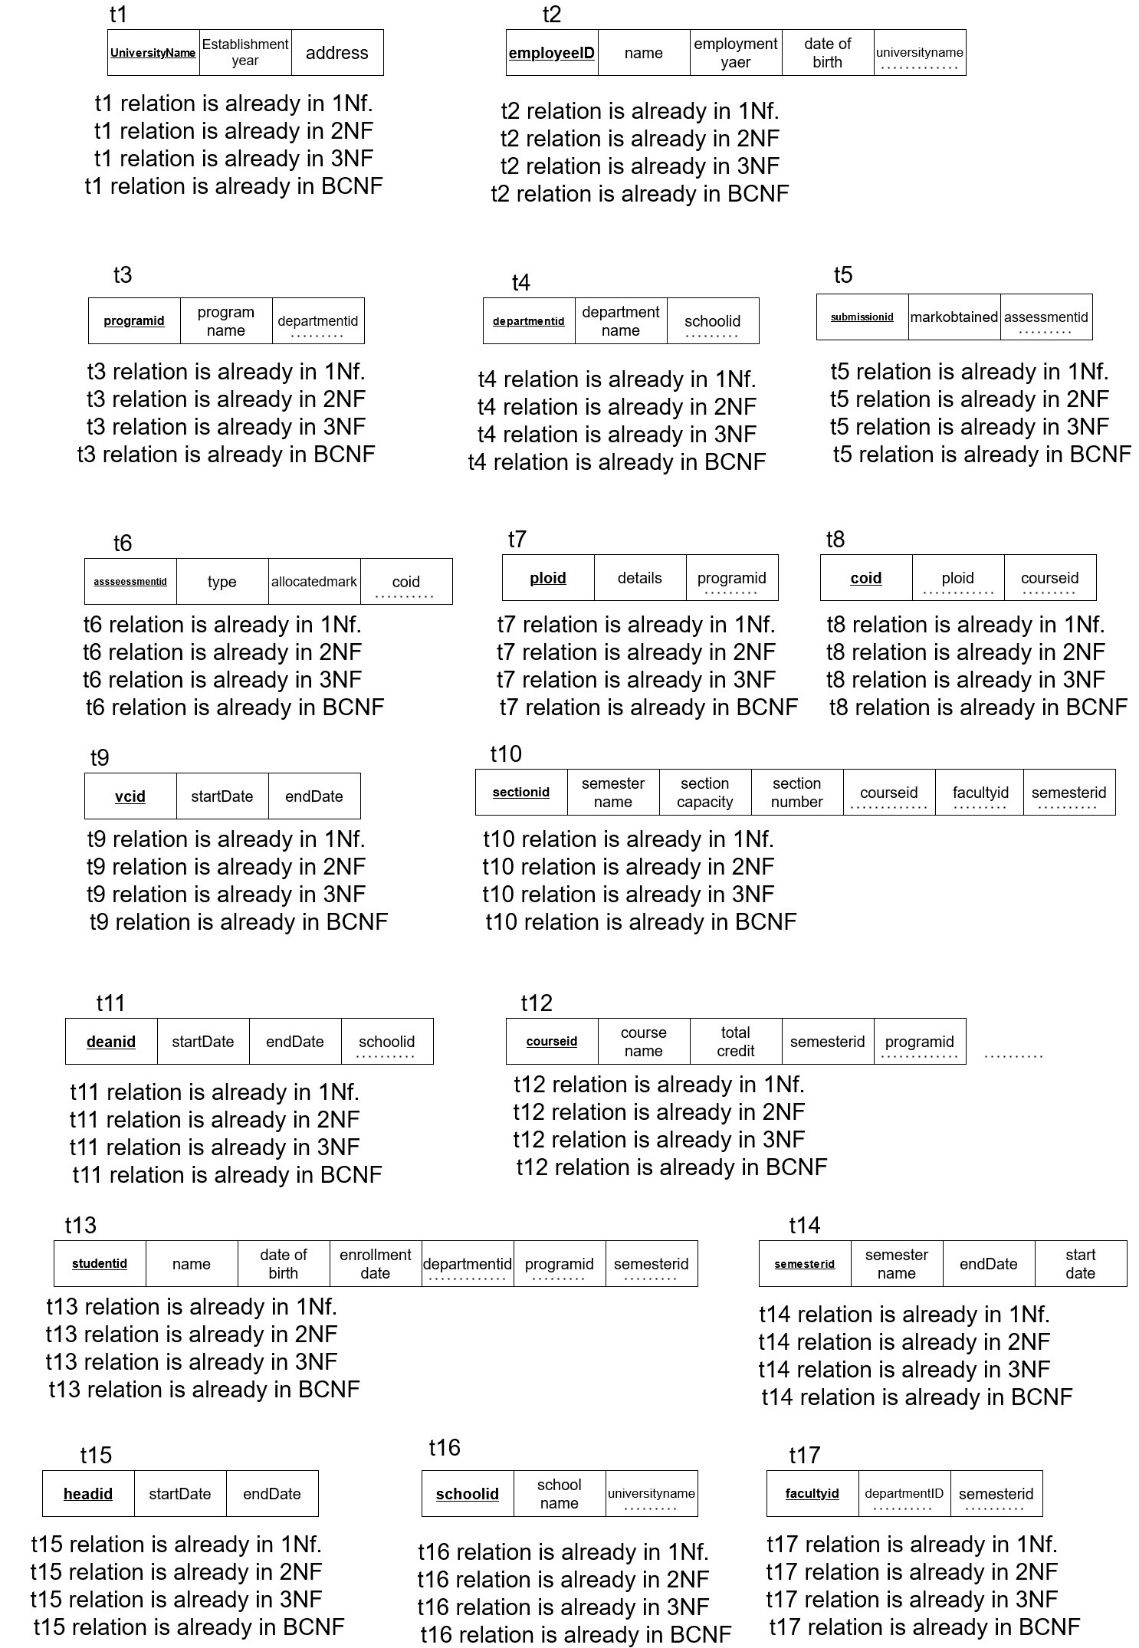 t1
UniversityName
Establishment
year
address
t1 relation is already in 1Nf.
t1 relation is already in 2NF
t1 relation is already in 3NF
t1 relation is already in BCNF
t2
employeeID
name
employment
yaer
date of
birth
universityname
t2 relation is already in 1Nf.
t2 relation is already in 2NF
t2 relation is already in 3NF
t2 relation is already in BCNF
t3
programid
program
name
departmentid
t3 relation is already in 1Nf.
t3 relation is already in 2NF
t3 relation is already in 3NF
t3 relation is already in BCNF
t4
departmentid
department
name
schoolid
t4 relation is already in 1Nf.
t4 relation is already in 2NF
t4 relation is already in 3NF
t4 relation is already in BCNF
t5
submissionid
markobtained
assessmentid
t5 relation is already in 1Nf.
t5 relation is already in 2NF
t5 relation is already in 3NF
t5 relation is already in BCNF
t6
assseessmentid
type
allocatedmark
coid
t6 relation is already in 1Nf.
t6 relation is already in 2NF
t6 relation is already in 3NF
t6 relation is already in BCNF
t7
ploid
details
programid
t7 relation is already in 1Nf.
t7 relation is already in 2NF
t7 relation is already in 3NF
t7 relation is already in BCNF
t8
coid
ploid
courseid
t8 relation is already in 1Nf.
t8 relation is already in 2NF
t8 relation is already in 3NF
t8 relation is already in BCNF
t9
vcid
startDate
endDate
t9 relation is already in 1Nf.
t9 relation is already in 2NF
t9 relation is already in 3NF
t9 relation is already in BCNF
t10
sectionid
semester
name
section
capacity
section
number
courseid
facultyid
semesterid
t10 relation is already in 1Nf.
t10 relation is already in 2NF
t10 relation is already in 3NF
t10 relation is already in BCNF
t11
deanid
startDate
endDate
schoolid
t11 relation is already in 1Nf.
t11 relation is already in 2NF
t11 relation is already in 3NF
t11 relation is already in BCNF
t12
courseid
course
name
total
credit
semesterid
programid
t12 relation is already in 1Nf.
t12 relation is already in 2NF
t12 relation is already in 3NF
t12 relation is already in BCNF
t13
studentid
name
date of
birth
enrollment
date
departmentid
programid
semesterid
t13 relation is already in 1Nf.
t13 relation is already in 2NF
t13 relation is already in 3NF
t13 relation is already in BCNF
t14
semesterid
semester
name
endDate
start
date
t14 relation is already in 1Nf.
t14 relation is already in 2NF
t14 relation is already in 3NF
t14 relation is already in BCNF
t15
headid
startDate
endDate
t15 relation is already in 1Nf.
t15 relation is already in 2NF
t15 relation is already in 3NF
t15 relation is already in BCNF
t16
schoolid
school
name
universityname
t16 relation is already in 1Nf.
t16 relation is already in 2NF
t16 relation is already in 3NF
t16 relation is already in BCNF
t17
facultyid
departmentID
semesterid
t17 relation is already in 1Nf.
t17 relation is already in 2NF
t17 relation is already in 3NF
t17 relation is already in BCNF